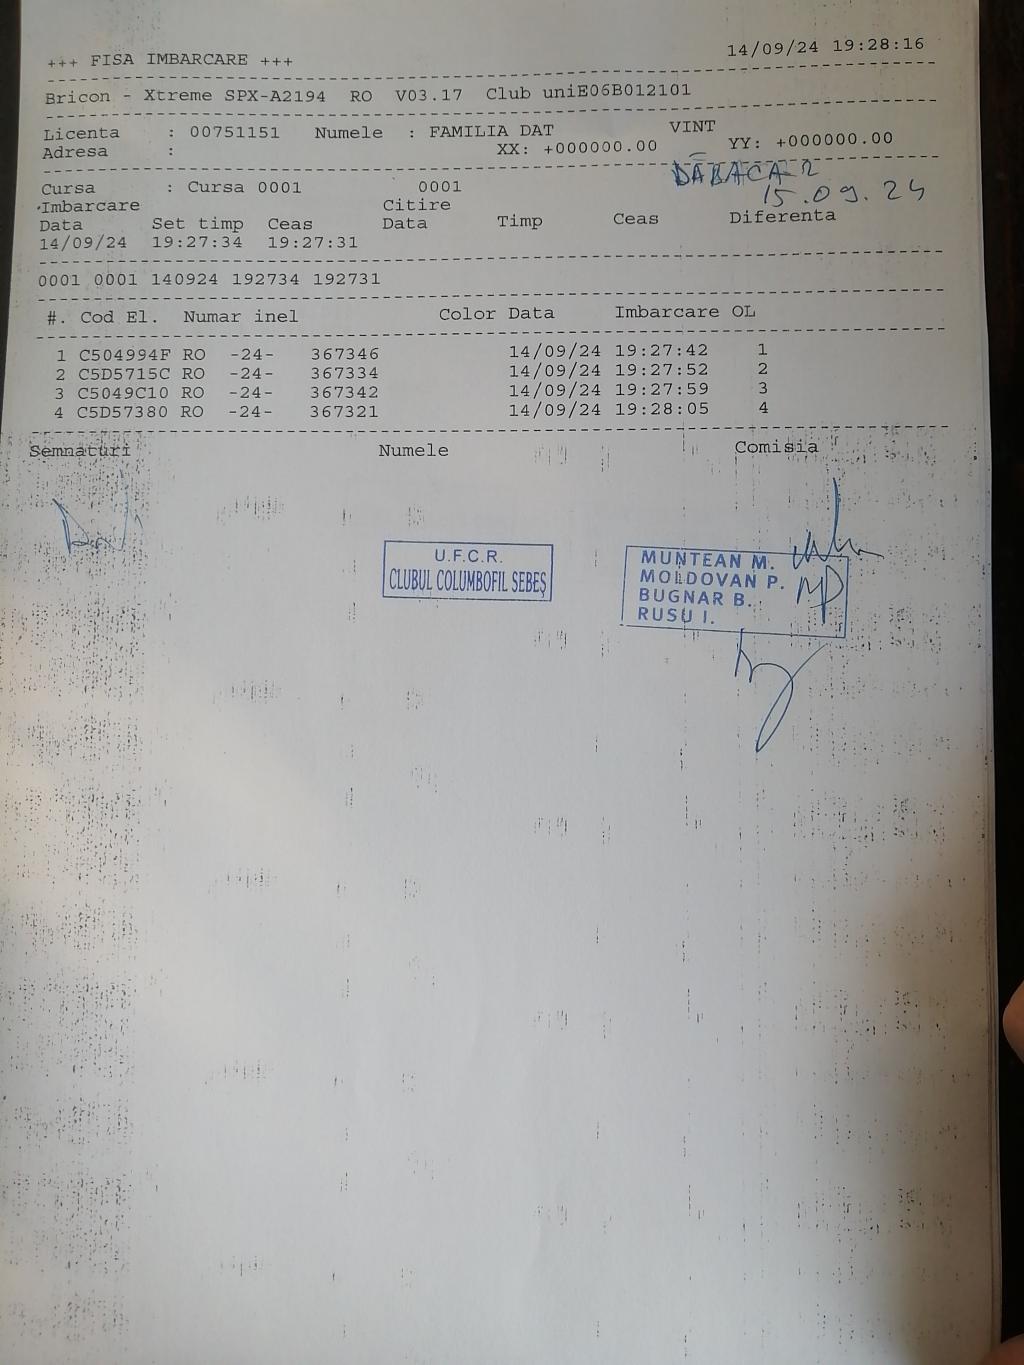 +++ FISA IMBARCARE +++ 14/09/24 19:28:16
Bricon - Xtreme SPX-A2194 RO V03.17 Club uniE06B012101
Licenta : 00751151 Numele : FAMILIA DAT VINT
Adresa : XX: +000000.00 YY: +000000.00
DĂBÂCA 2
15.09.24
Cursa : Cursa 0001 0001
Imbarcare Citire
Data Set timp Ceas Data Timp Ceas Diferenta
14/09/24 19:27:34 19:27:31
0001 0001 140924 192734 192731
#. Cod El. Numar inel Color Data Imbarcare OL
1 C504994F RO -24- 367346 14/09/24 19:27:42 1
2 C5D5715C RO -24- 367334 14/09/24 19:27:52 2
3 C5049C10 RO -24- 367342 14/09/24 19:27:59 3
4 C5D57380 RO -24- 367321 14/09/24 19:28:05 4
Semnaturi Numele Comisia
U.F.C.R.
CLUBUL COLUMBOFIL SEBEŞ
MUNTEAN M.
MOLDOVAN P.
BUGNAR B.
RUSU I.